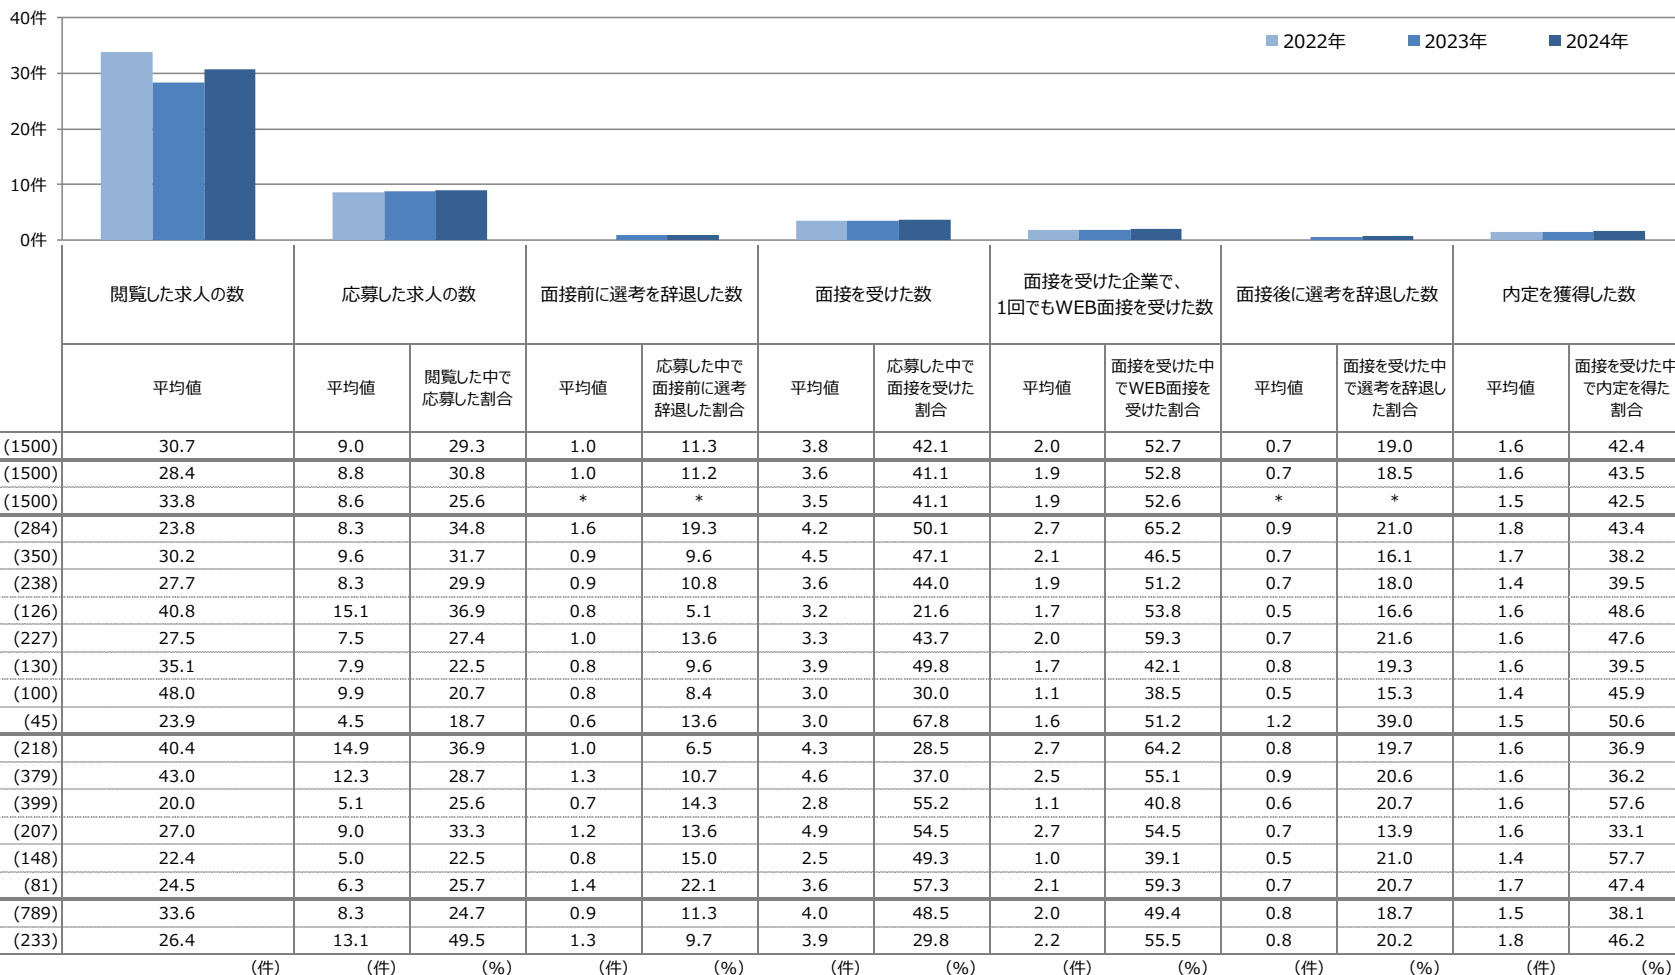 40件
30件
20件
10件
0件
2022年 2023年 2024年
閲覧した求人の数 応募した求人の数 面接前に選考を辞退した数 面接を受けた数 面接を受けた企業で、
1回でもWEB面接を受けた数 面接後に選考を辞退した数 内定を獲得した数
平均値 平均値 閲覧した中で
応募した割合 平均値 応募した中で
面接前に選考
辞退した割合 平均値 応募した中で
面接を受けた
割合 平均値 面接を受けた中
でWEB面接を
受けた割合 平均値 面接を受けた中
で選考を辞退し
た割合 平均値 面接を受けた中
で内定を得た
割合
(1500) 30.7 9.0 29.3 1.0 11.3 3.8 42.1 2.0 52.7 0.7 19.0 1.6 42.4
(1500) 28.4 8.8 30.8 1.0 11.2 3.6 41.1 1.9 52.8 0.7 18.5 1.6 43.5
(1500) 33.8 8.6 25.6 * * 3.5 41.1 1.9 52.6 * * 1.5 42.5
(284) 23.8 8.3 34.8 1.6 19.3 4.2 50.1 2.7 65.2 0.9 21.0 1.8 43.4
(350) 30.2 9.6 31.7 0.9 9.6 4.5 47.1 2.1 46.5 0.7 16.1 1.7 38.2
(238) 27.7 8.3 29.9 0.9 10.8 3.6 44.0 1.9 51.2 0.7 18.0 1.4 39.5
(126) 40.8 15.1 36.9 0.8 5.1 3.2 21.6 1.7 53.8 0.5 16.6 1.6 48.6
(227) 27.5 7.5 27.4 1.0 13.6 3.3 43.7 2.0 59.3 0.7 21.6 1.6 47.6
(130) 35.1 7.9 22.5 0.8 9.6 3.9 49.8 1.7 42.1 0.8 19.3 1.6 39.5
(100) 48.0 9.9 20.7 0.8 8.4 3.0 30.0 1.1 38.5 0.5 15.3 1.4 45.9
(45) 23.9 4.5 18.7 0.6 13.6 3.0 67.8 1.6 51.2 1.2 39.0 1.5 50.6
(218) 40.4 14.9 36.9 1.0 6.5 4.3 28.5 2.7 64.2 0.8 19.7 1.6 36.9
(379) 43.0 12.3 28.7 1.3 10.7 4.6 37.0 2.5 55.1 0.9 20.6 1.6 36.2
(399) 20.0 5.1 25.6 0.7 14.3 2.8 55.2 1.1 40.8 0.6 20.7 1.6 57.6
(207) 27.0 9.0 33.3 1.2 13.6 4.9 54.5 2.7 54.5 0.7 13.9 1.6 33.1
(148) 22.4 5.0 22.5 0.8 15.0 2.5 49.3 1.0 39.1 0.5 21.0 1.4 57.7
(81) 24.5 6.3 25.7 1.4 22.1 3.6 57.3 2.1 59.3 0.7 20.7 1.7 47.4
(789) 33.6 8.3 24.7 0.9 11.3 4.0 48.5 2.0 49.4 0.8 18.7 1.5 38.1
(233) 26.4 13.1 49.5 1.3 9.7 3.9 29.8 2.2 55.5 0.8 20.2 1.8 46.2
(件) (件) (%) (件) (%) (件) (%) (件) (%) (件) (%) (件) (%)